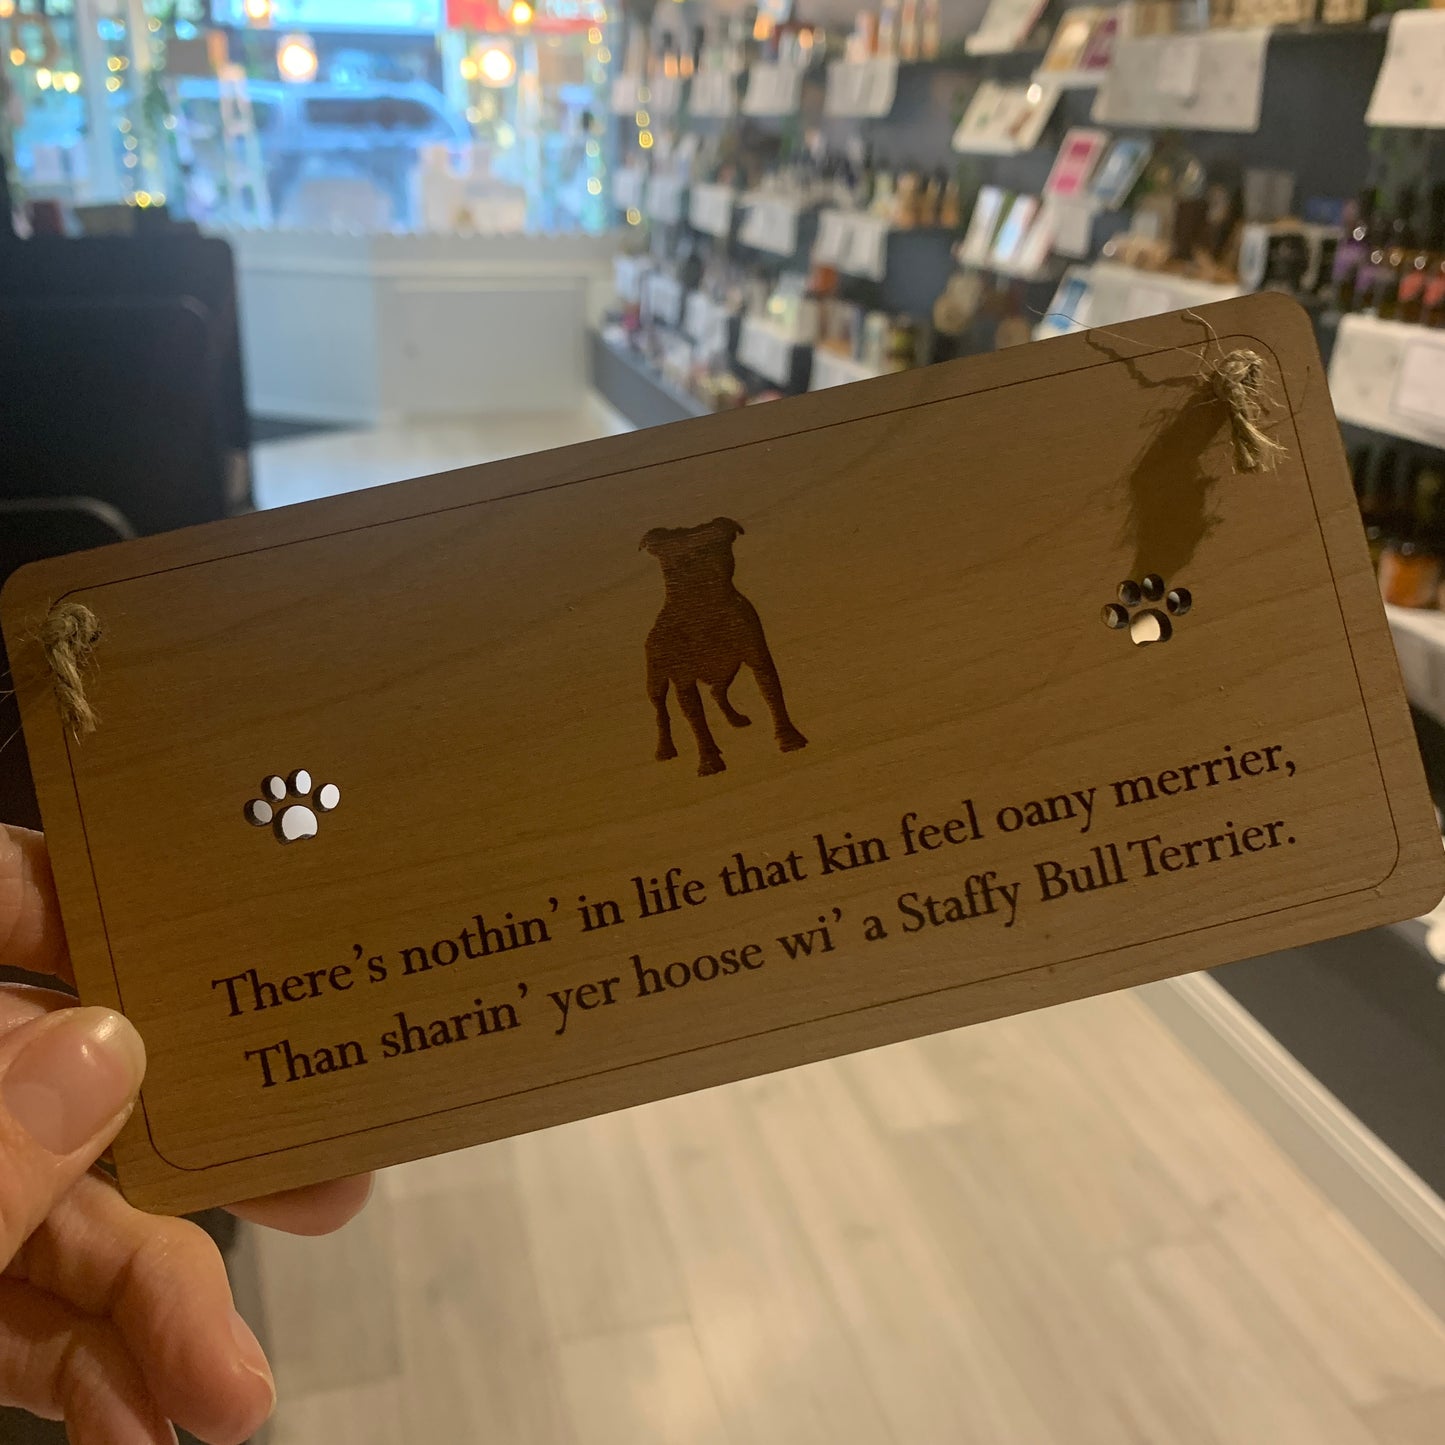 There’s nothin’ in life that kin feel oany merrier,
Than sharin’ yer hoose wi’ a Staffy Bull Terrier.